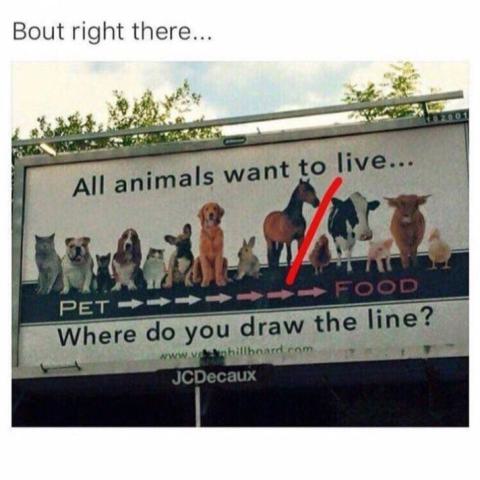 Bout right there...
All animals want to live...
PET FOOD
Where do you draw the line?
JCDecaux